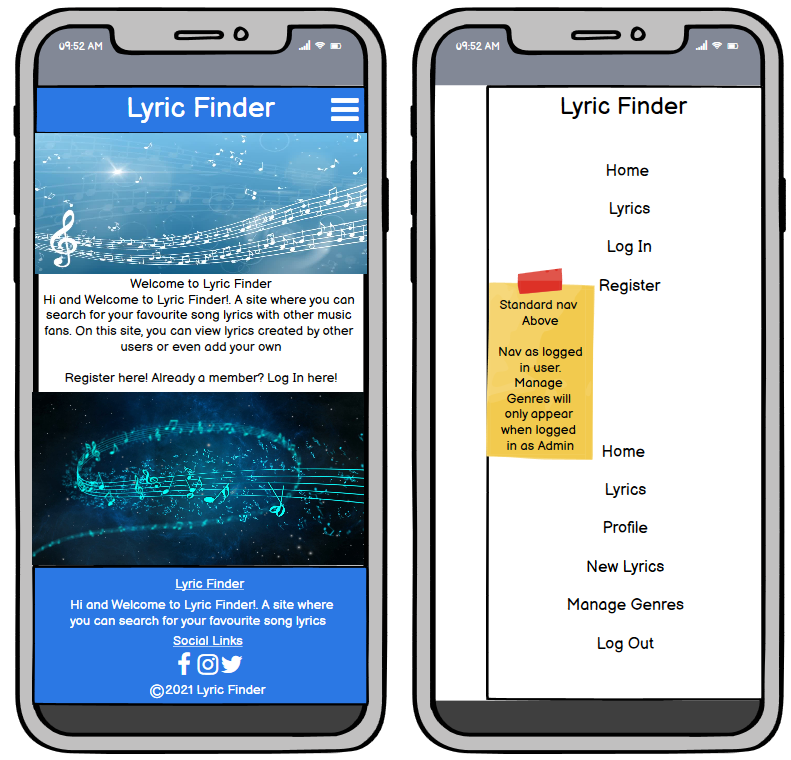 09:52 AM
Lyric Finder
Welcome to Lyric Finder
Hi and Welcome to Lyric Finder!. A site where you can
search for your favourite song lyrics with other music
fans. On this site, you can view lyrics created by other
users or even add your own
Register here! Already a member? Log In here!
Lyric Finder
Hi and Welcome to Lyric Finder!. A site where
you can search for your favourite song lyrics
Social Links
©2021 Lyric Finder
09:52 AM
Lyric Finder
Home
Lyrics
Log In
Register
Standard nav
Above
Nav as logged
in user.
Manage
Genres will
only appear
when logged
in as Admin
Home
Lyrics
Profile
New Lyrics
Manage Genres
Log Out